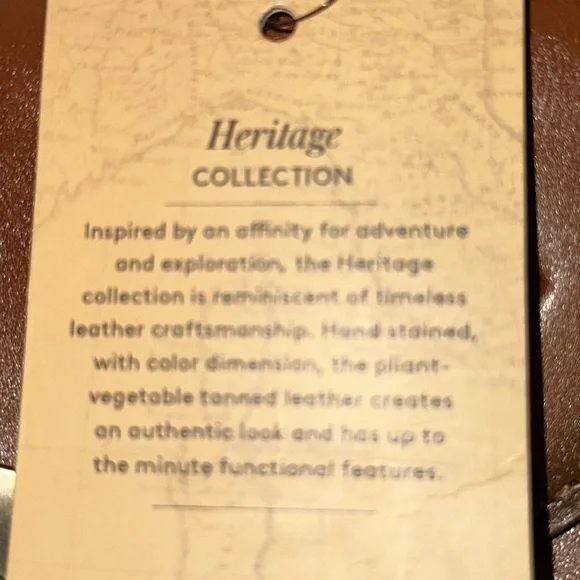 Heritage
COLLECTION
Inspired by an affinity for adventure
and exploration, the Heritage
collection is reminiscent of timeless
leather craftsmanship. Hand stained,
with color dimension, the pliant-
vegetable tanned leather creates
an authentic look and has up to
the minute functional features.